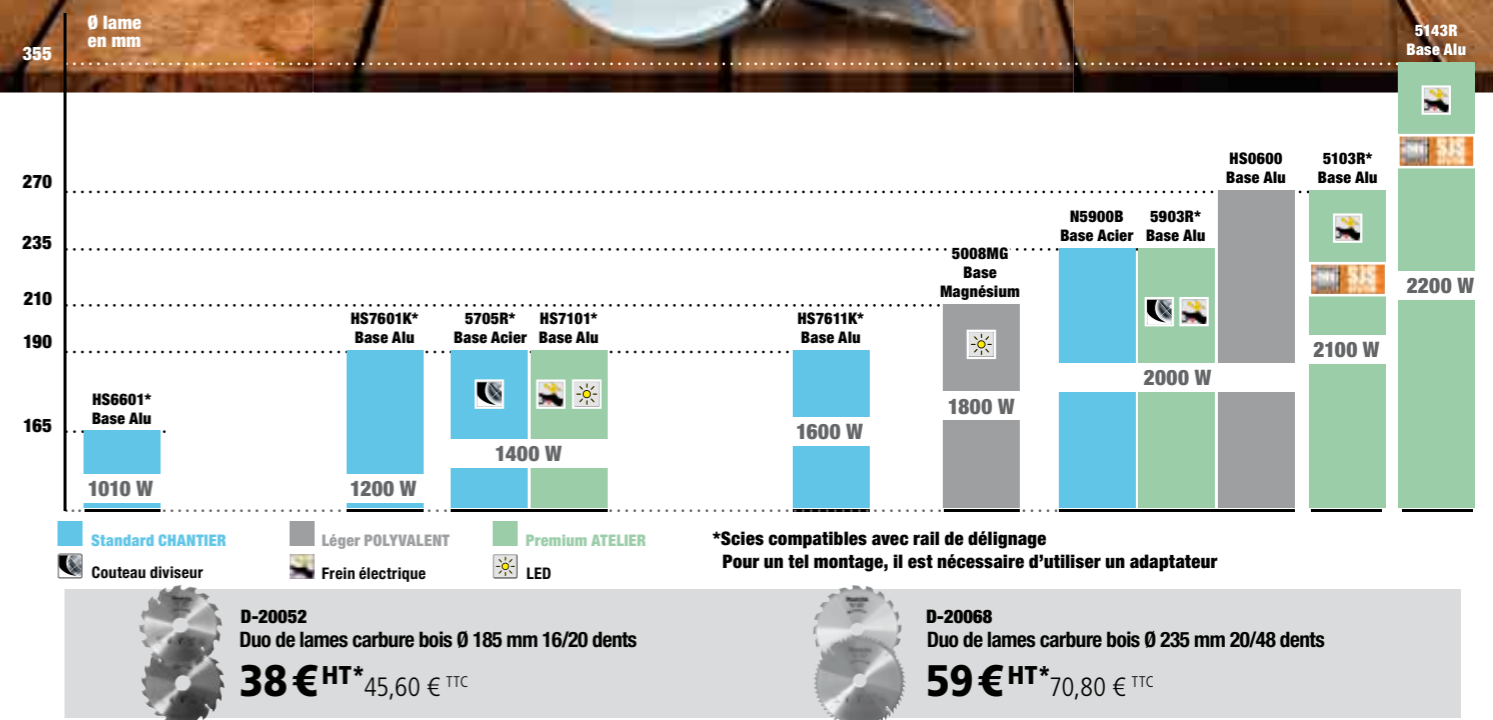 Ø lame
en mm
355
5143R
Base Alu
SJS
270
HS0600
Base Alu
5103R*
Base Alu
235
N5900B
Base Acier
5903R*
Base Alu
SJS
5008MG
Base
Magnésium
2200 W
210
HS7601K*
Base Alu
5705R*
Base Acier
HS7101*
Base Alu
HS7611K*
Base Alu
190
2100 W
2000 W
HS6601*
Base Alu
1800 W
165
1600 W
1400 W
1010 W
1200 W
Standard CHANTIER
Léger POLYVALENT
Premium ATELIER
Couteau diviseur
Frein électrique
LED
*Scies compatibles avec rail de délignage
Pour un tel montage, il est nécessaire d'utiliser un adaptateur
D-20052
Duo de lames carbure bois Ø 185 mm 16/20 dents
38 € HT* 45,60 € TTC
D-20068
Duo de lames carbure bois Ø 235 mm 20/48 dents
59 € HT* 70,80 € TTC